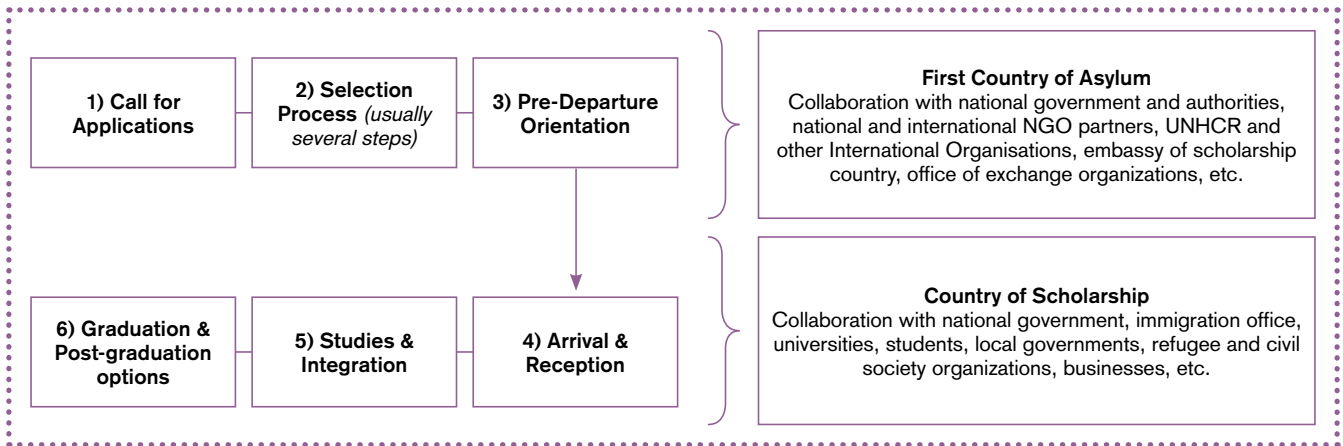 1) Call for
Applications
2) Selection
Process (usually
several steps)
3) Pre-Departure
Orientation
First Country of Asylum
Collaboration with national government and authorities,
national and international NGO partners, UNHCR and
other International Organisations, embassy of scholarship
country, office of exchange organizations, etc.
6) Graduation &
Post-graduation
options
5) Studies &
Integration
4) Arrival &
Reception
Country of Scholarship
Collaboration with national government, immigration office,
universities, students, local governments, refugee and civil
society organizations, businesses, etc.